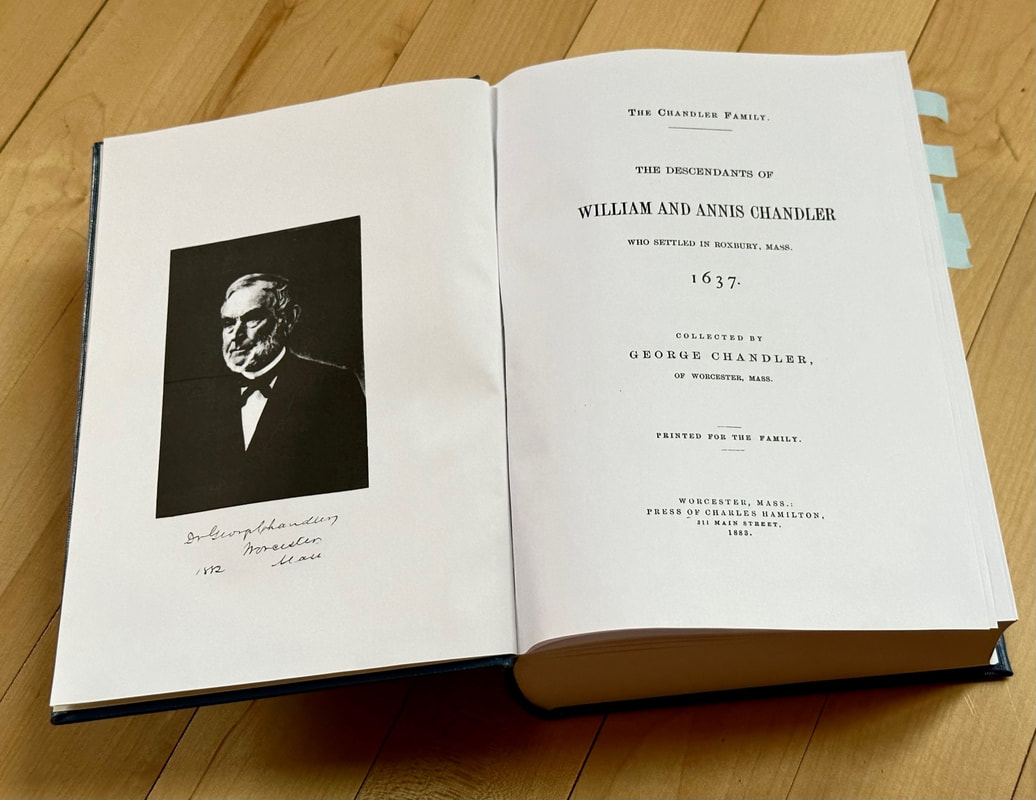 Dr George Chandler,
Worcester,
1882 Mass
THE CHANDLER FAMILY.
THE DESCENDANTS OF
WILLIAM AND ANNIS CHANDLER
WHO SETTLED IN ROXBURY, MASS.
1637.
COLLECTED BY
GEORGE CHANDLER,
OF WORCESTER, MASS.
PRINTED FOR THE FAMILY.
WORCESTER, MASS.:
PRESS OF CHARLES HAMILTON,
311 MAIN STREET,
1883.